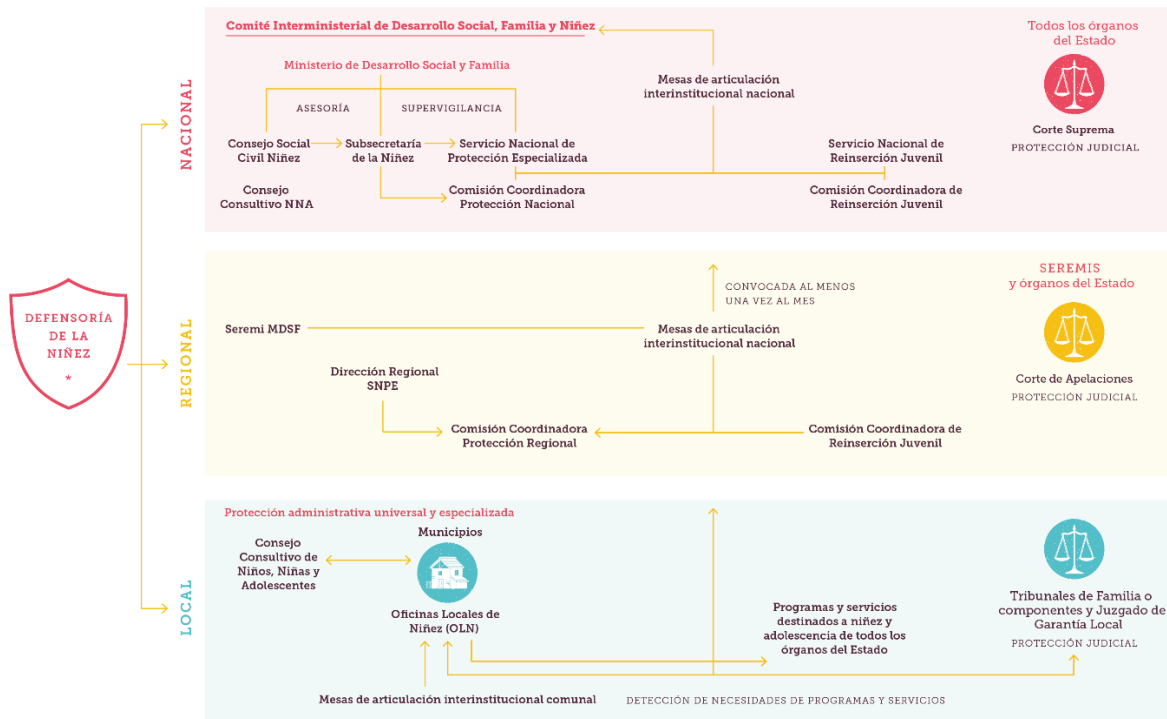 DEFENSORÍA
DE LA
NIÑEZ
*
NACIONAL
Comité Interministerial de Desarrollo Social, Família y Niñez
Ministerio de Desarrollo Social y Familia
ASESORÍA
SUPERVIGILANCIA
Consejo Social
Civil Niñez
Subsecretaría
de la Niñez
Servicio Nacional de
Protección Especializada
Consejo
Consultivo NNA
Comisión Coordinadora
Protección Nacional
Mesas de articulación
interinstitucional nacional
Servicio Nacional de
Reinserción Juvenil
Comisión Coordinadora de
Reinserción Juvenil
Todos los órganos
del Estado
Corte Suprema
PROTECCIÓN JUDICIAL
REGIONAL
CONVOCADA AL MENOS
UNA VEZ AL MES
Seremi MDSF
Mesas de articulación
interinstitucional nacional
Dirección Regional
SNPE
Comisión Coordinadora
Protección Regional
Comisión Coordinadora de
Reinserción Juvenil
SEREMIS
y órganos del Estado
Corte de Apelaciones
PROTECCIÓN JUDICIAL
LOCAL
Protección administrativa universal y especializada
Consejo
Consultivo de
Niños, Niñas y
Adolescentes
Municipios
Oficinas Locales de
Niñez (OLN)
Programas y servicios
destinados a niñez y
adolescencia de todos los
órganos del Estado
Mesas de articulación interinstitucional comunal
DETECCIÓN DE NECESIDADES DE PROGRAMAS Y SERVICIOS
Tribunales de Familia o
componentes y Juzgado de
Garantía Local
PROTECCIÓN JUDICIAL